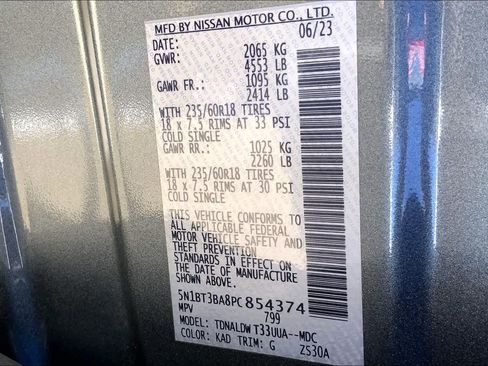 MFD BY NISSAN MOTOR CO., LTD.
DATE: 06/23
GVWR: 2065 KG
4553 LB
GAWR FR.: 1095 KG
2414 LB
WITH 235/60R18 TIRES
18 x 7.5 RIMS AT 33 PSI
COLD SINGLE
GAWR RR.: 1025 KG
2260 LB
WITH 235/60R18 TIRES
18 x 7.5 RIMS AT 30 PSI
COLD SINGLE
THIS VEHICLE CONFORMS TO
ALL APPLICABLE FEDERAL
MOTOR VEHICLE SAFETY AND
THEFT PREVENTION
STANDARDS IN EFFECT ON
THE DATE OF MANUFACTURE
SHOWN ABOVE.
5N1BT3BA8PC854374
MPV 799
MODEL: TDNALDW T33UUA--MDC
COLOR: KAD TRIM: G ZS30A